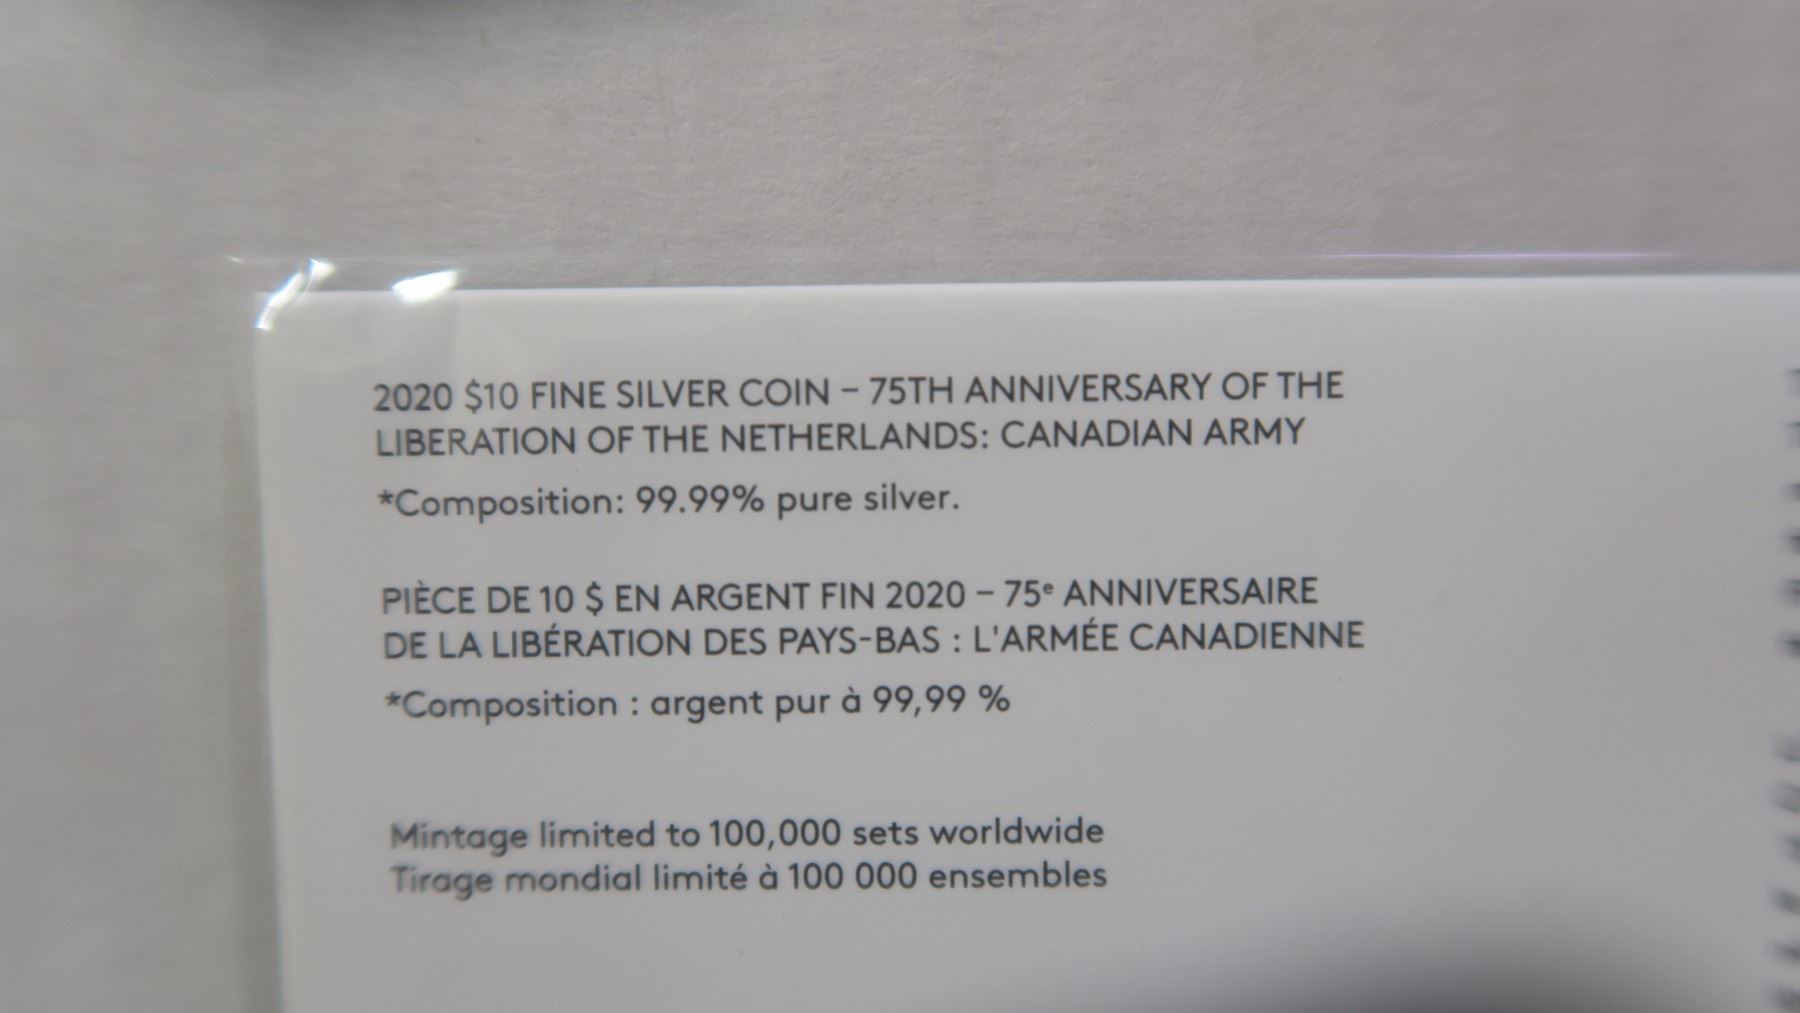 2020 $10 FINE SILVER COIN – 75TH ANNIVERSARY OF THE
LIBERATION OF THE NETHERLANDS: CANADIAN ARMY
*Composition: 99.99% pure silver.
PIÈCE DE 10 $ EN ARGENT FIN 2020 – 75ᵉ ANNIVERSAIRE
DE LA LIBÉRATION DES PAYS-BAS : L'ARMÉE CANADIENNE
*Composition : argent pur à 99,99 %
Mintage limited to 100,000 sets worldwide
Tirage mondial limité à 100 000 ensembles